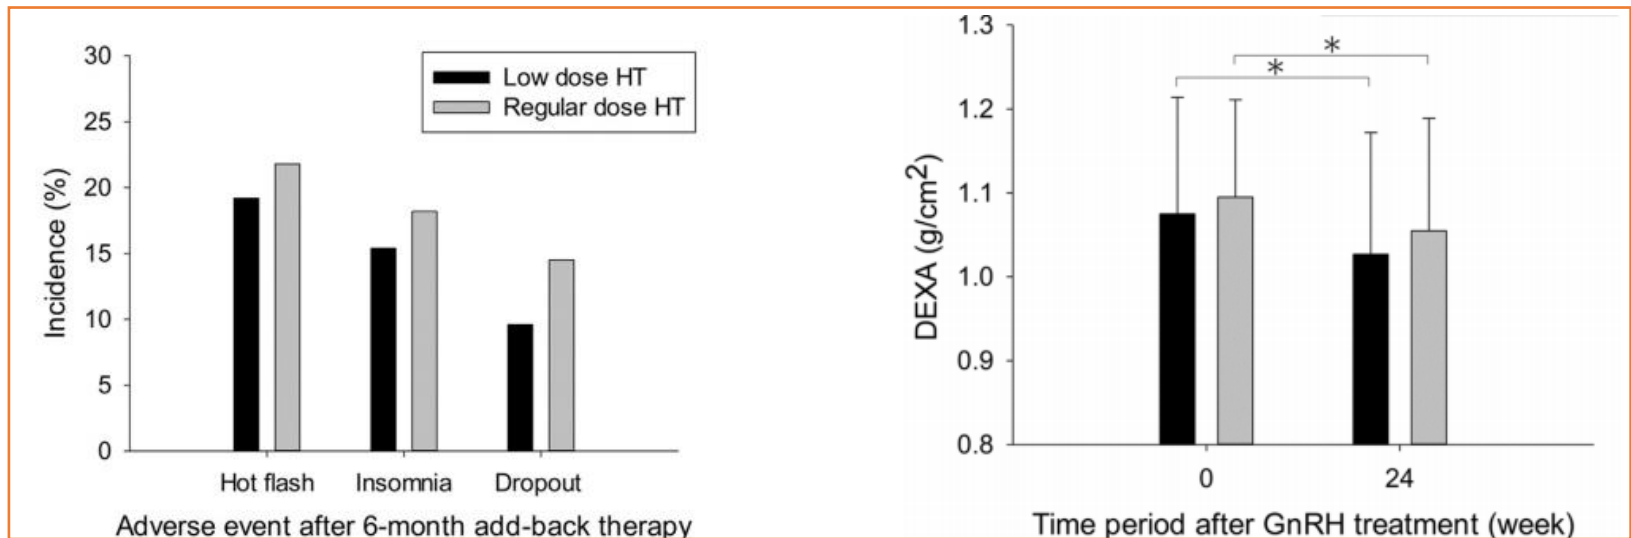 30
25
20
15
10
5
0
Incidence (%)
Low dose HT
Regular dose HT
Hot flash Insomnia Dropout
Adverse event after 6-month add-back therapy
1.3
1.2
1.1
1.0
0.9
0.8
DEXA (g/cm²)
*
*
0 24
Time period after GnRH treatment (week)